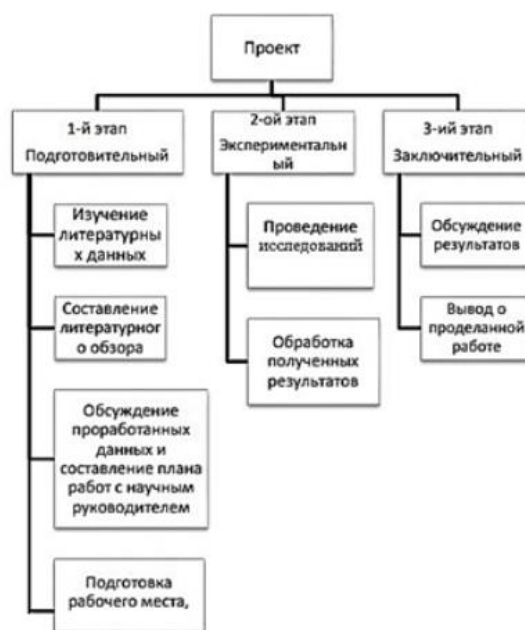 Проект
1-й этап
Подготовительный
Изучение
литературны
х данных
Составление
литературног
о обзора
Обсуждение
проработанных
данных и
составление плана
работ с научным
руководителем
Подготовка
рабочего места,
2-ой этап
Экспериментальн
ый
Проведение
исследований
Обработка
полученных
результатов
3-ий этап
Заключительный
Обсуждение
результатов
Вывод о
проделанной
работе